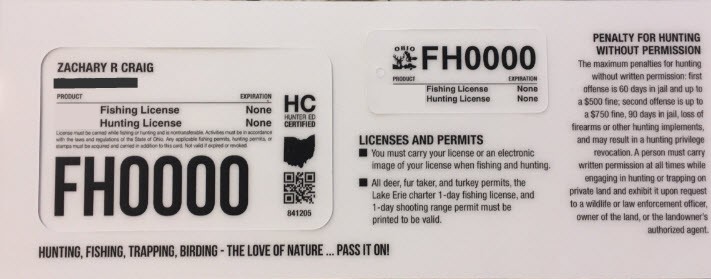 ZACHARY R CRAIG
PRODUCT EXPIRATION
Fishing License None
Hunting License None
License must be carried while fishing or hunting and is nontransferable. Activities must be in accordance
with the laws and regulations of the State of Ohio. Any applicable fishing permits, hunting permits, or
stamps must be acquired and carried in addition to this card. Not valid if expired or revoked.
FH0000
HC
HUNTER ED
CERTIFIED
841205
HUNTING, FISHING, TRAPPING, BIRDING - THE LOVE OF NATURE ... PASS IT ON!
OHIO
FH0000
PRODUCT EXPIRATION
Fishing License None
Hunting License None
LICENSES AND PERMITS
■ You must carry your license or an electronic
image of your license when fishing and hunting.
■ All deer, fur taker, and turkey permits, the
Lake Erie charter 1-day fishing license, and
1-day shooting range permit must be
printed to be valid.
PENALTY FOR HUNTING
WITHOUT PERMISSION
The maximum penalties for hunting
without written permission: first
offense is 60 days in jail and up to
a $500 fine; second offense is up to
a $750 fine, 90 days in jail, loss of
firearms or other hunting implements,
and may result in a hunting privilege
revocation. A person must carry
written permission at all times while
engaging in hunting or trapping on
private land and exhibit it upon request
to a wildlife or law enforcement officer,
owner of the land, or the landowner's
authorized agent.